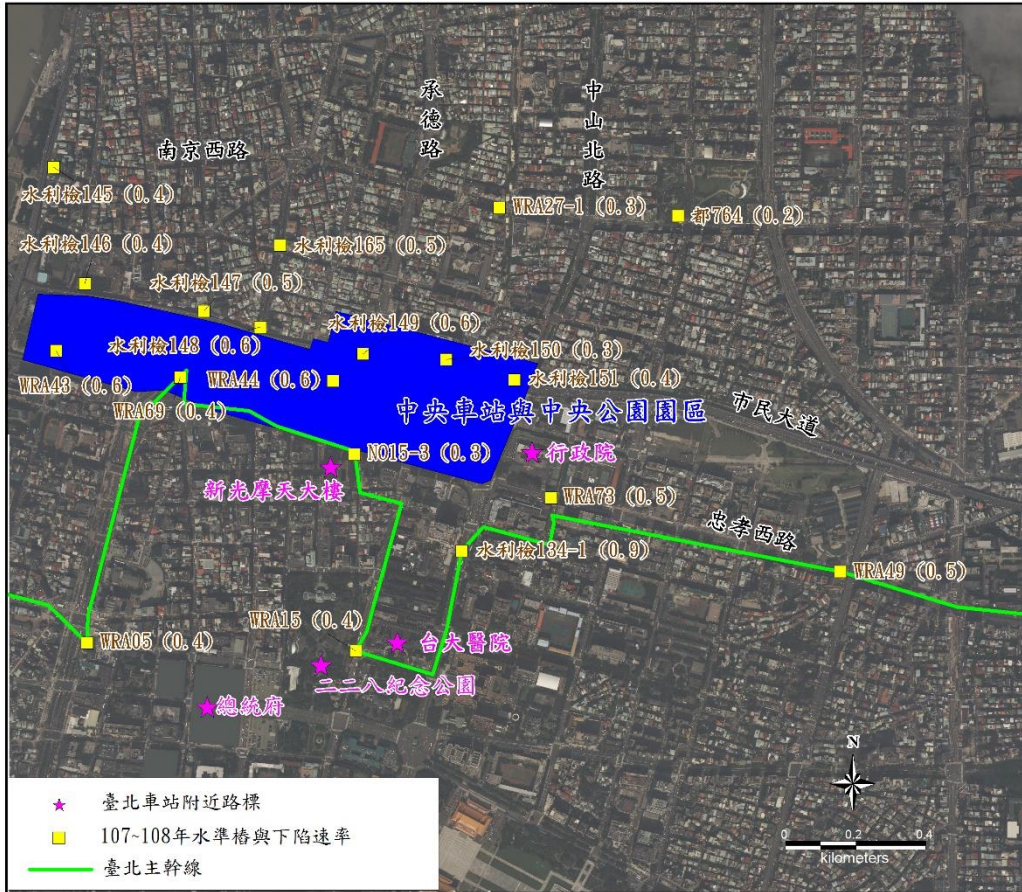 承德路
中山北路
南京西路
水利檢145 (0.4)
WRA27-1 (0.3)
都764 (0.2)
水利檢146 (0.4)
水利檢165 (0.5)
水利檢147 (0.5)
水利檢149 (0.6)
水利檢148 (0.6)
水利檢150 (0.3)
WRA43 (0.6)
WRA44 (0.6)
水利檢151 (0.4)
WRA69 (0.4)
中央車站與中央公園園區
市民大道
NO15-3 (0.3)
行政院
新光摩天大樓
WRA73 (0.5)
忠孝西路
水利檢134-1 (0.9)
WRA49 (0.5)
WRA15 (0.4)
WRA05 (0.4)
台大醫院
二二八紀念公園
總統府
N
臺北車站附近路標
107~108年水準樁與下陷速率
臺北主幹線
0 0.2 0.4
kilometers